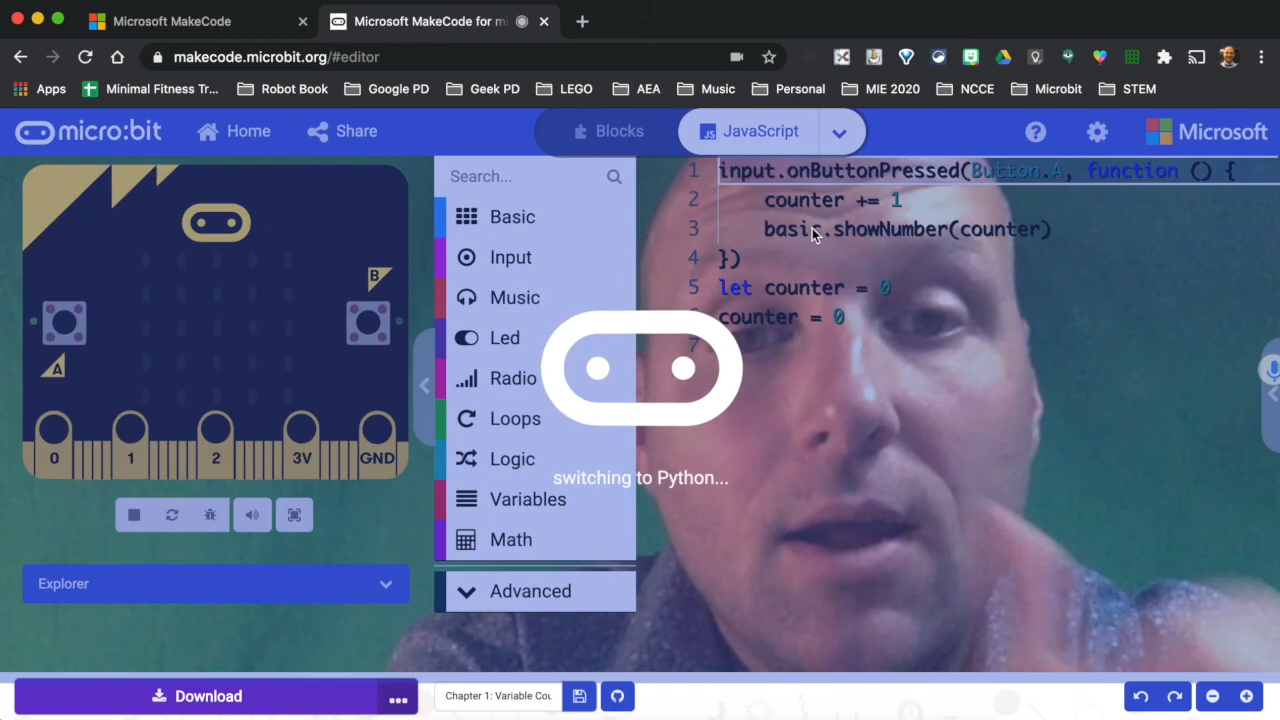 Microsoft MakeCode
Microsoft MakeCode for mi
makecode.microbit.org/#editor
Apps
Minimal Fitness Tr...
Robot Book
Google PD
Geek PD
LEGO
AEA
Music
Personal
MIE 2020
NCCE
Microbit
STEM
micro:bit
Home
Share
Blocks
JS JavaScript
Microsoft
Search...
Basic
Input
Music
Led
Radio
Loops
Logic
Variables
Math
Advanced
1 input.onButtonPressed(Button.A, function () {
2 counter += 1
3 basic.showNumber(counter)
4 })
5 let counter = 0
counter = 0
7
switching to Python...
B
A
0 1 2 3V GND
Explorer
Download
Chapter 1: Variable Cou